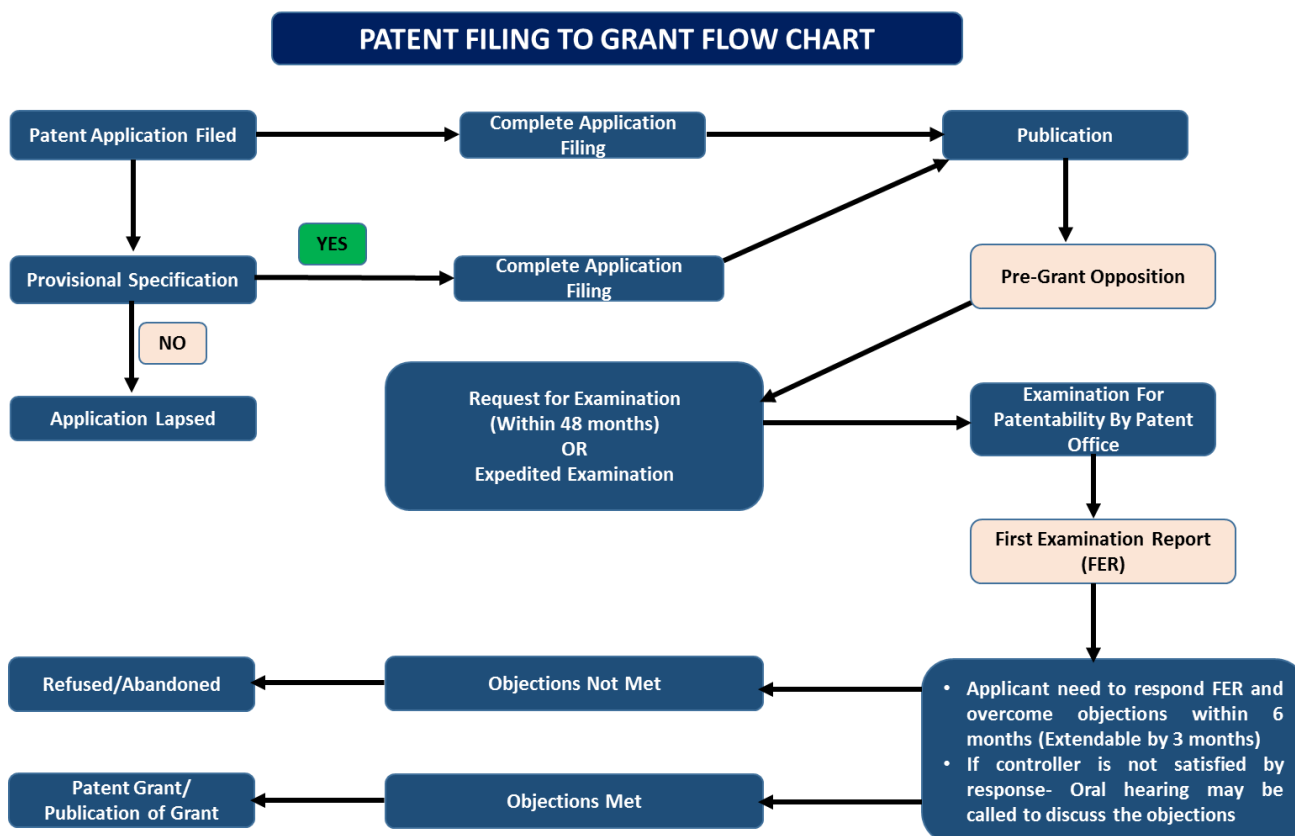 PATENT FILING TO GRANT FLOW CHART
Patent Application Filed
Complete Application
Filing
Publication
YES
Provisional Specification
Complete Application
Filing
Pre-Grant Opposition
NO
Application Lapsed
Request for Examination
(Within 48 months)
OR
Expedited Examination
Examination For
Patentability By Patent
Office
First Examination Report
(FER)
Refused/Abandoned
Objections Not Met
• Applicant need to respond FER and
overcome objections within 6
months (Extendable by 3 months)
• If controller is not satisfied by
response- Oral hearing may be
called to discuss the objections
Patent Grant/
Publication of Grant
Objections Met